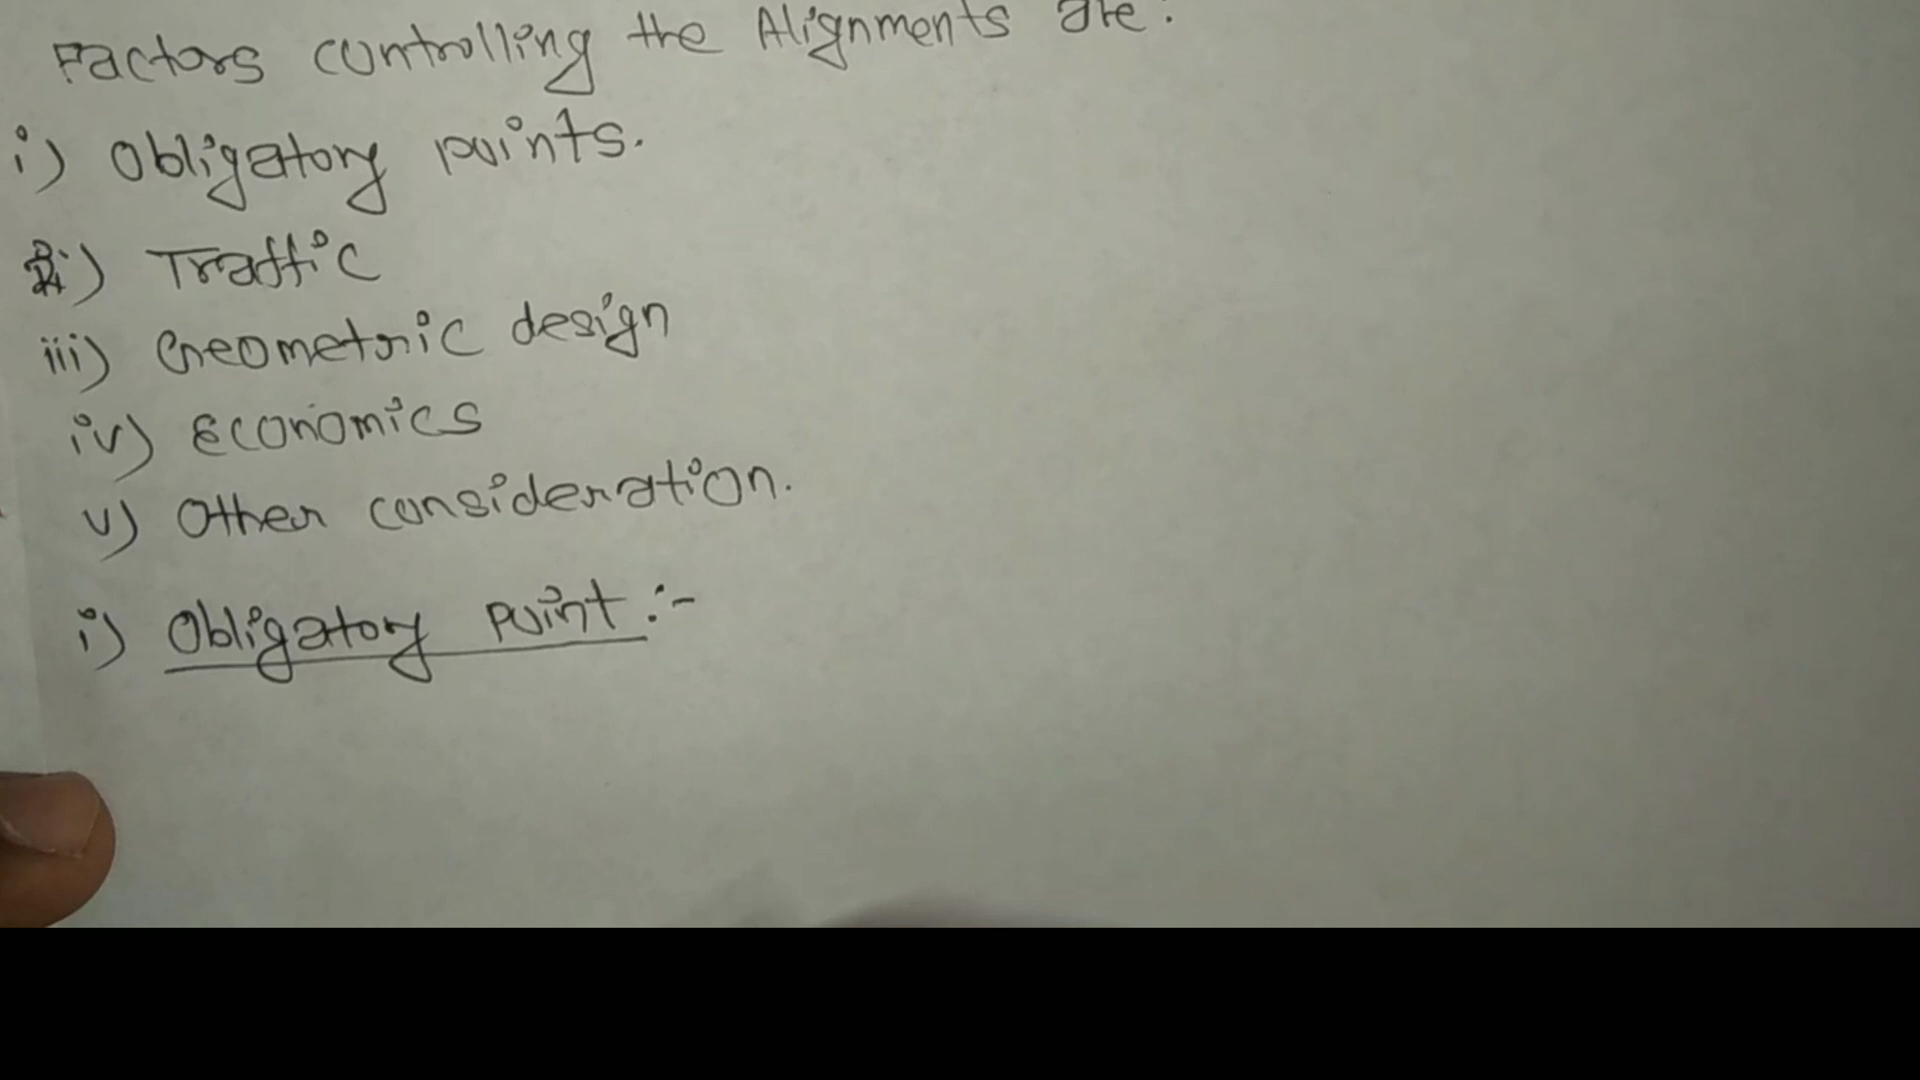 Factors controlling the Alignments are:
i) Obligatory points.
ii) Traffic
iii) Geometric design
iv) Economics
v) Other consideration.
i) Obligatory Point :-